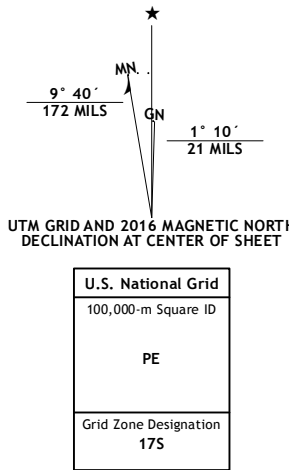 ★
MN
GN
9° 40´
172 MILS
1° 10´
21 MILS
UTM GRID AND 2016 MAGNETIC NORTH
DECLINATION AT CENTER OF SHEET
U.S. National Grid
100,000-m Square ID
PE
Grid Zone Designation
17S